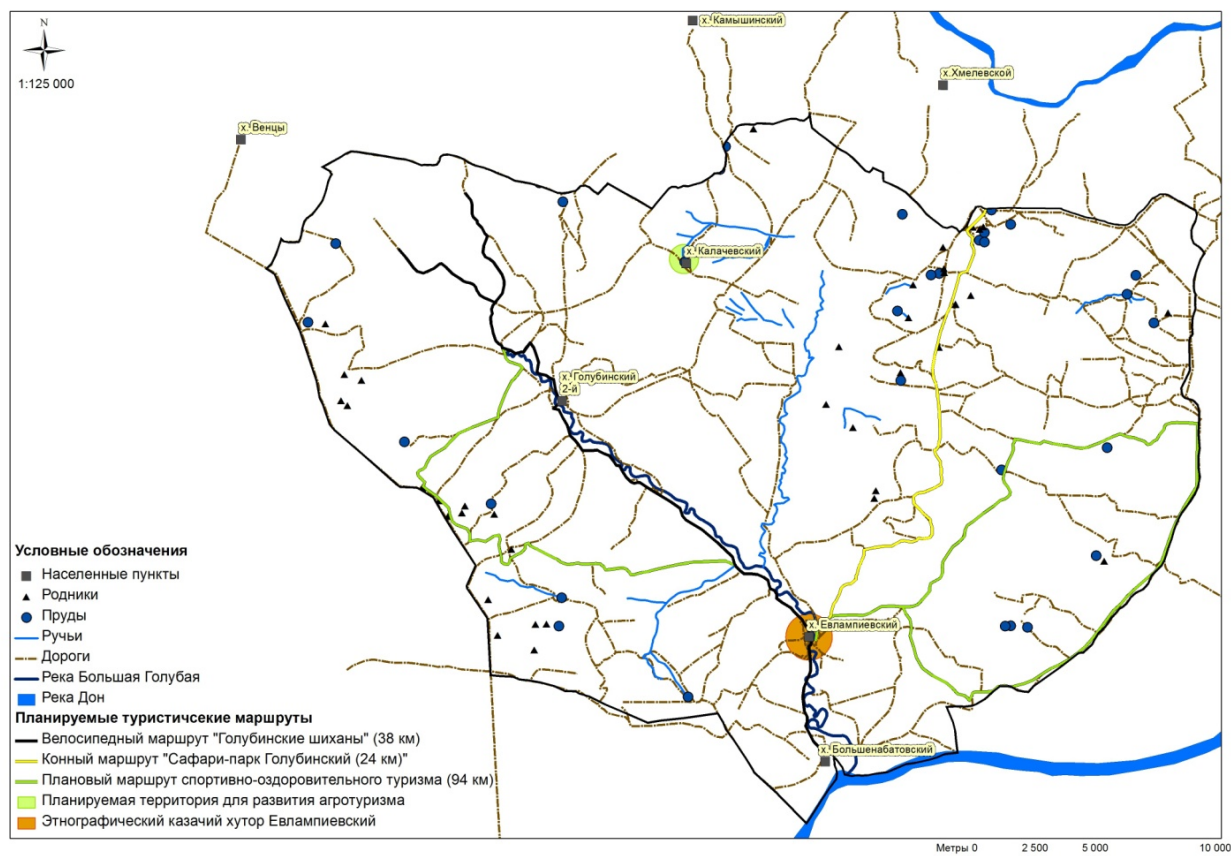 N
1:125 000
х. Камышинский
х.Хмелевской
х. Венцы
х. Калачевский
х. Голубинский
2-й
х. Евлампиевский
х. Большенабатовский
Условные обозначения
Населенные пункты
Родники
Пруды
Ручьи
Дороги
Река Большая Голубая
Река Дон
Планируемые туристичсекие маршруты
Велосипедный маршрут "Голубинские шиханы" (38 км)
Конный маршрут "Сафари-парк Голубинский (24 км)"
Плановый маршрут спортивно-оздоровительного туризма (94 км)
Планируемая территория для развития агротуризма
Этнографический казачий хутор Евлампиевский
Метры 0 2 500 5 000 10 000